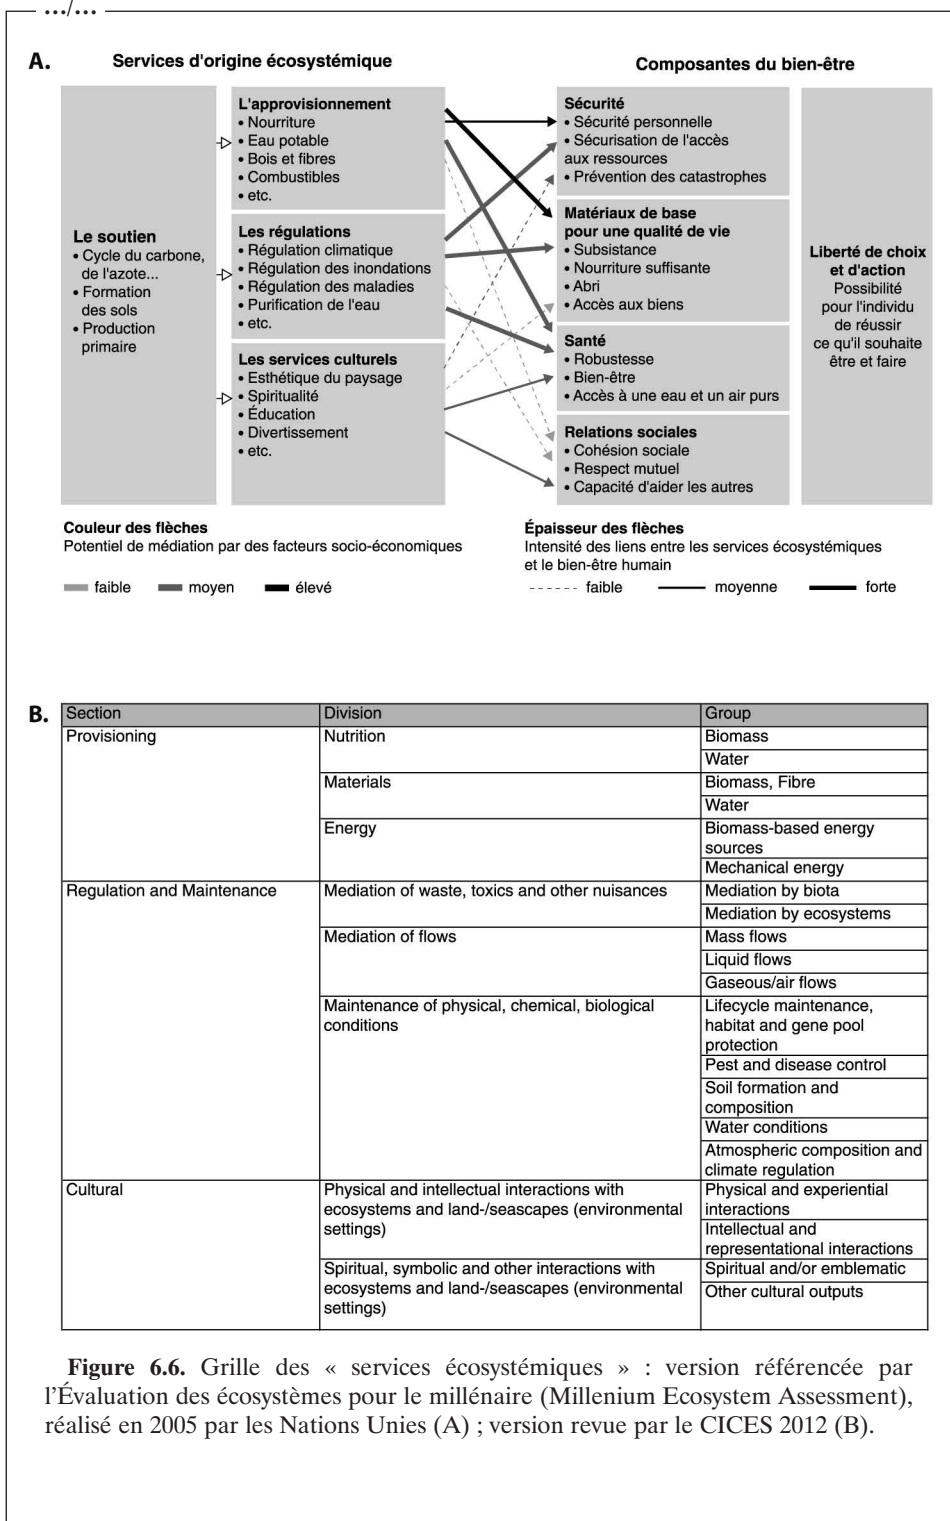 .../...
A.
Services d'origine écosystémique
Composantes du bien-être
Le soutien
• Cycle du carbone,
de l'azote...
• Formation
des sols
• Production
primaire
L'approvisionnement
• Nourriture
• Eau potable
• Bois et fibres
• Combustibles
• etc.
Les régulations
• Régulation climatique
• Régulation des inondations
• Régulation des maladies
• Purification de l'eau
• etc.
Les services culturels
• Esthétique du paysage
• Spiritualité
• Éducation
• Divertissement
• etc.
Sécurité
• Sécurité personnelle
• Sécurisation de l'accès
aux ressources
• Prévention des catastrophes
Matériaux de base
pour une qualité de vie
• Subsistance
• Nourriture suffisante
• Abri
• Accès aux biens
Santé
• Robustesse
• Bien-être
• Accès à une eau et un air purs
Relations sociales
• Cohésion sociale
• Respect mutuel
• Capacité d'aider les autres
Liberté de choix
et d'action
Possibilité
pour l'individu
de réussir
ce qu'il souhaite
être et faire
Couleur des flèches
Potentiel de médiation par des facteurs socio-économiques
faible moyen élevé
Épaisseur des flèches
Intensité des liens entre les services écosystémiques
et le bien-être humain
faible moyenne forte
B.
Section Division Group
Provisioning Nutrition Biomass
Water
Materials Biomass, Fibre
Water
Energy Biomass-based energy
sources
Mechanical energy
Regulation and Maintenance Mediation of waste, toxics and other nuisances Mediation by biota
Mediation by ecosystems
Mediation of flows Mass flows
Liquid flows
Gaseous/air flows
Maintenance of physical, chemical, biological Lifecycle maintenance,
conditions habitat and gene pool
protection
Pest and disease control
Soil formation and
composition
Water conditions
Atmospheric composition and
climate regulation
Cultural Physical and intellectual interactions with Physical and experiential
ecosystems and land-/seascapes (environmental interactions
settings) Intellectual and
representational interactions
Spiritual, symbolic and other interactions with Spiritual and/or emblematic
ecosystems and land-/seascapes (environmental Other cultural outputs
settings)
Figure 6.6. Grille des « services écosystémiques » : version référencée par
l'Évaluation des écosystèmes pour le millénaire (Millenium Ecosystem Assessment),
réalisé en 2005 par les Nations Unies (A) ; version revue par le CICES 2012 (B).